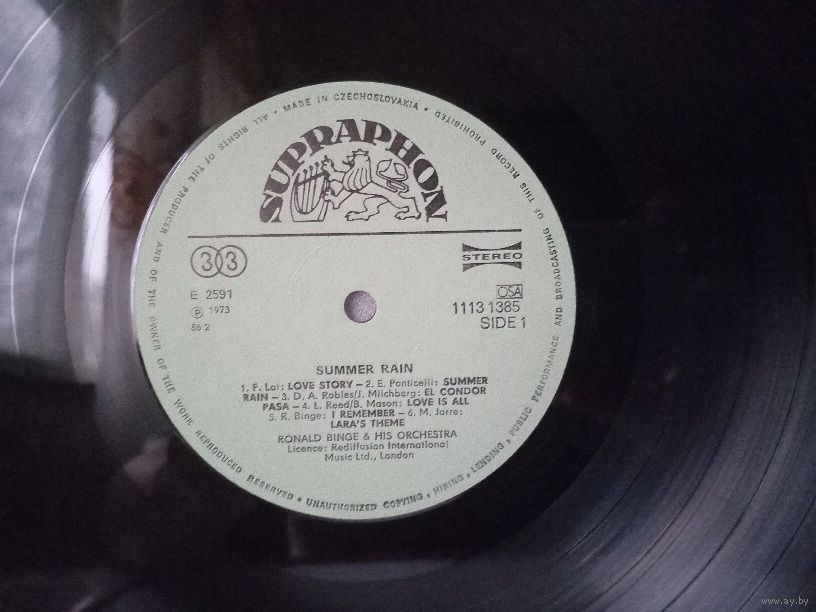 • MADE IN CZECHOSLOVAKIA •
ALL RIGHTS OF THE PRODUCER AND OF THE OWNER OF THE WORK REPRODUCED RESERVED • UNAUTHORIZED COPYING • HIRING, LENDING, PUBLIC PERFORMANCE AND BROADCASTING OF THIS RECORD PROHIBITED
SUPRAPHON
33
STEREO
E 2591
℗ 1973
86 2
OSA
1113 1385
SIDE 1
SUMMER RAIN
1. F. Lai: LOVE STORY – 2. E. Ponticelli: SUMMER
RAIN – 3. D. A. Robles/J. Milchberg: EL CONDOR
PASA – 4. L. Reed/B. Mason: LOVE IS ALL
5. R. Binge: I REMEMBER – 6. M. Jarre:
LARA'S THEME
RONALD BINGE & HIS ORCHESTRA
Licence: Rediffusion International
Music Ltd., London
www.ay.by